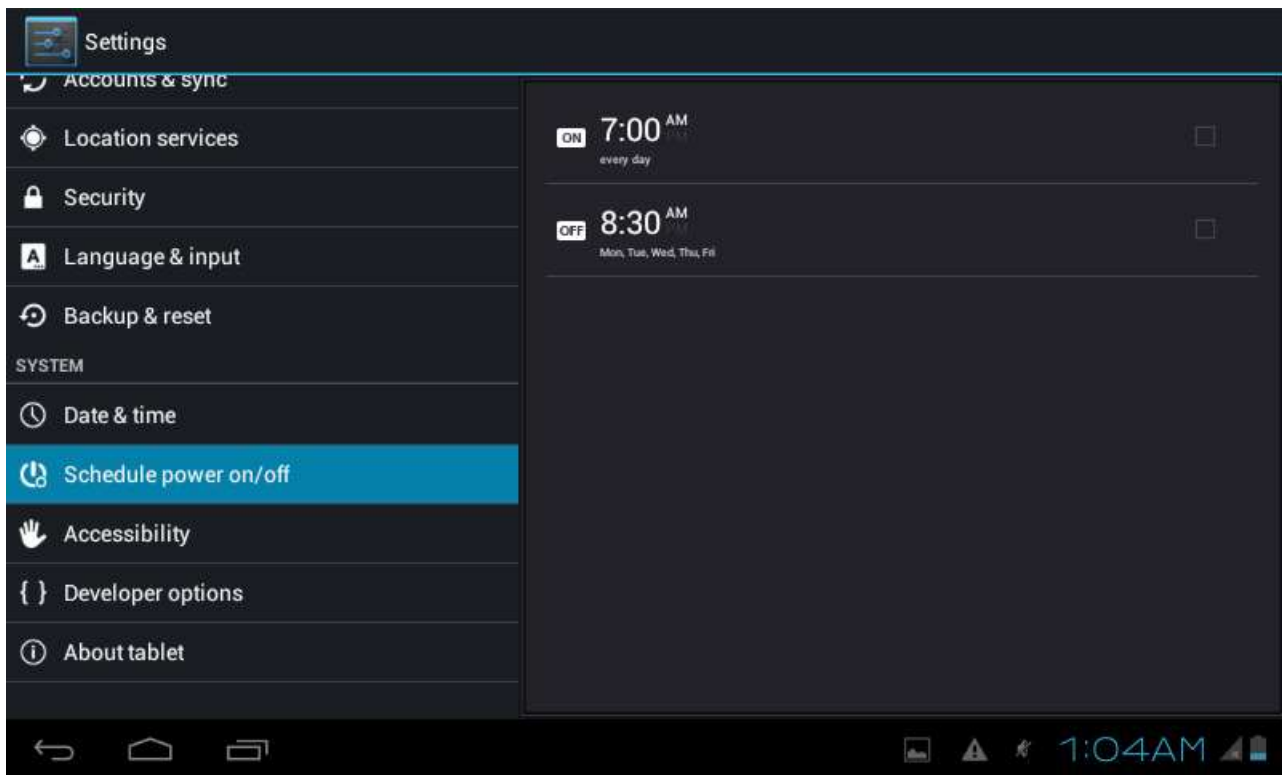 Settings
Accounts & sync
Location services
Security
Language & input
Backup & reset
SYSTEM
Date & time
Schedule power on/off
Accessibility
{ } Developer options
About tablet
ON 7:00 AM
PM
every day
OFF 8:30 AM
PM
Mon, Tue, Wed, Thu, Fri
1:04AM